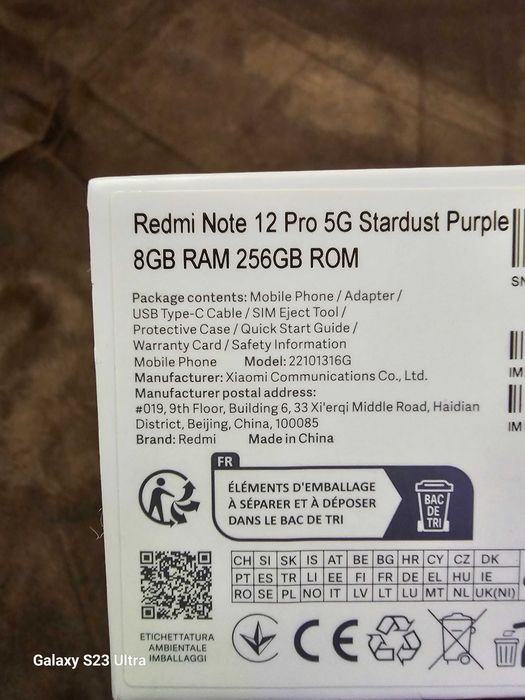 Redmi Note 12 Pro 5G Stardust Purple
8GB RAM 256GB ROM
SN
Package contents: Mobile Phone / Adapter /
USB Type-C Cable / SIM Eject Tool /
Protective Case / Quick Start Guide /
Warranty Card / Safety Information
Mobile Phone Model: 22101316G
Manufacturer: Xiaomi Communications Co., Ltd.
Manufacturer postal address:
#019, 9th Floor, Building 6, 33 Xi'erqi Middle Road, Haidian
District, Beijing, China, 100085
Brand: Redmi Made in China
IM
IM
FR
ÉLÉMENTS D'EMBALLAGE
À SÉPARER ET À DÉPOSER
DANS LE BAC DE TRI
BAC
DE
TRI
CH SI SK IS AT BE BG HR CY CZ DK
PT ES TR LI EE FI FR DE EL HU IE
RO SE PL NO IT LV LT LU MT NL UK(NI)
ETICHETTATURA
AMBIENTALE
IMBALLAGGI
CE
Galaxy S23 Ultra